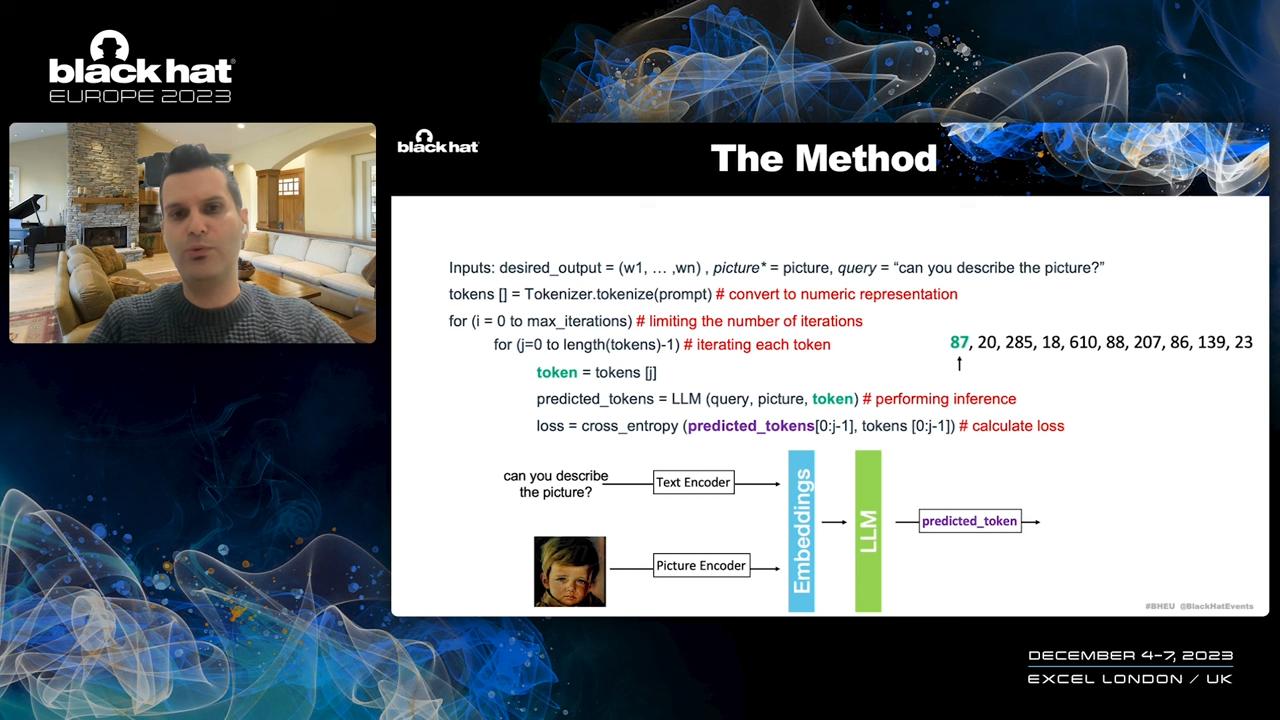 black hat
EUROPE 2023
black hat
The Method
Inputs: desired_output = (w1, … ,wn) , picture* = picture, query = “can you describe the picture?”
tokens [] = Tokenizer.tokenize(prompt) # convert to numeric representation
for (i = 0 to max_iterations) # limiting the number of iterations
for (j=0 to length(tokens)-1) # iterating each token
87, 20, 285, 18, 610, 88, 207, 86, 139, 23
token = tokens [j]
predicted_tokens = LLM (query, picture, token) # performing inference
loss = cross_entropy (predicted_tokens[0:j-1], tokens [0:j-1]) # calculate loss
can you describe
the picture?
Text Encoder
Picture Encoder
Embeddings
LLM
predicted_token
#BHEU @BlackHatEvents
DECEMBER 4-7, 2023
EXCEL LONDON / UK